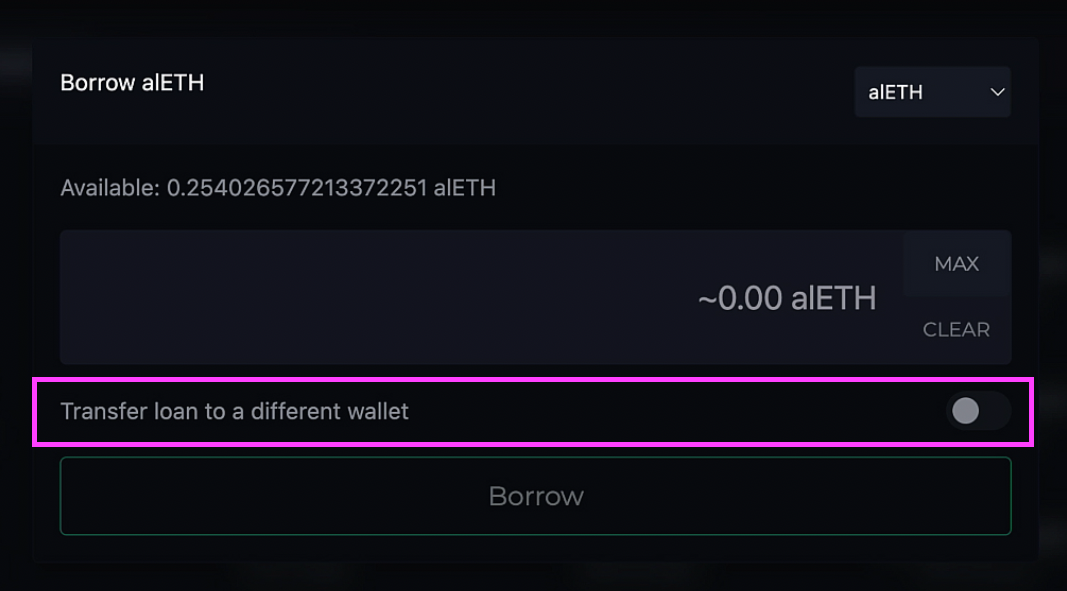 Borrow alETH
alETH
Available: 0.254026577213372251 alETH
MAX
~0.00 alETH
CLEAR
Transfer loan to a different wallet
Borrow